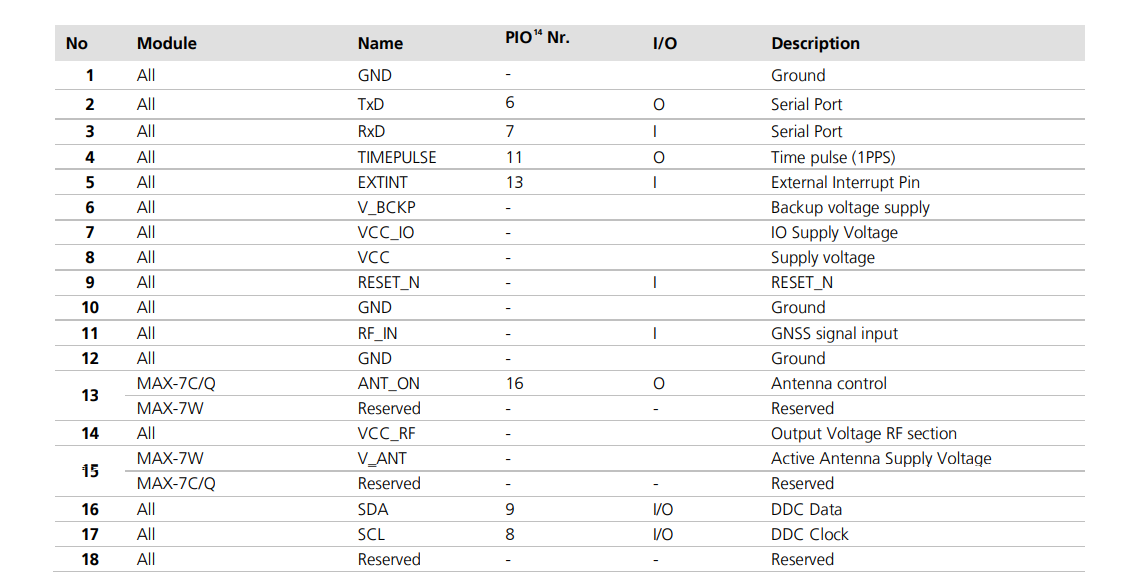 No Module Name PIO¹⁴ Nr. I/O Description
1 All GND - Ground
2 All TxD 6 O Serial Port
3 All RxD 7 I Serial Port
4 All TIMEPULSE 11 O Time pulse (1PPS)
5 All EXTINT 13 I External Interrupt Pin
6 All V_BCKP - Backup voltage supply
7 All VCC_IO - IO Supply Voltage
8 All VCC - Supply voltage
9 All RESET_N - I RESET_N
10 All GND - Ground
11 All RF_IN - I GNSS signal input
12 All GND - Ground
13 MAX-7C/Q ANT_ON 16 O Antenna control
MAX-7W Reserved - - Reserved
14 All VCC_RF - Output Voltage RF section
15 MAX-7W V_ANT - Active Antenna Supply Voltage
MAX-7C/Q Reserved - - Reserved
16 All SDA 9 I/O DDC Data
17 All SCL 8 I/O DDC Clock
18 All Reserved - - Reserved